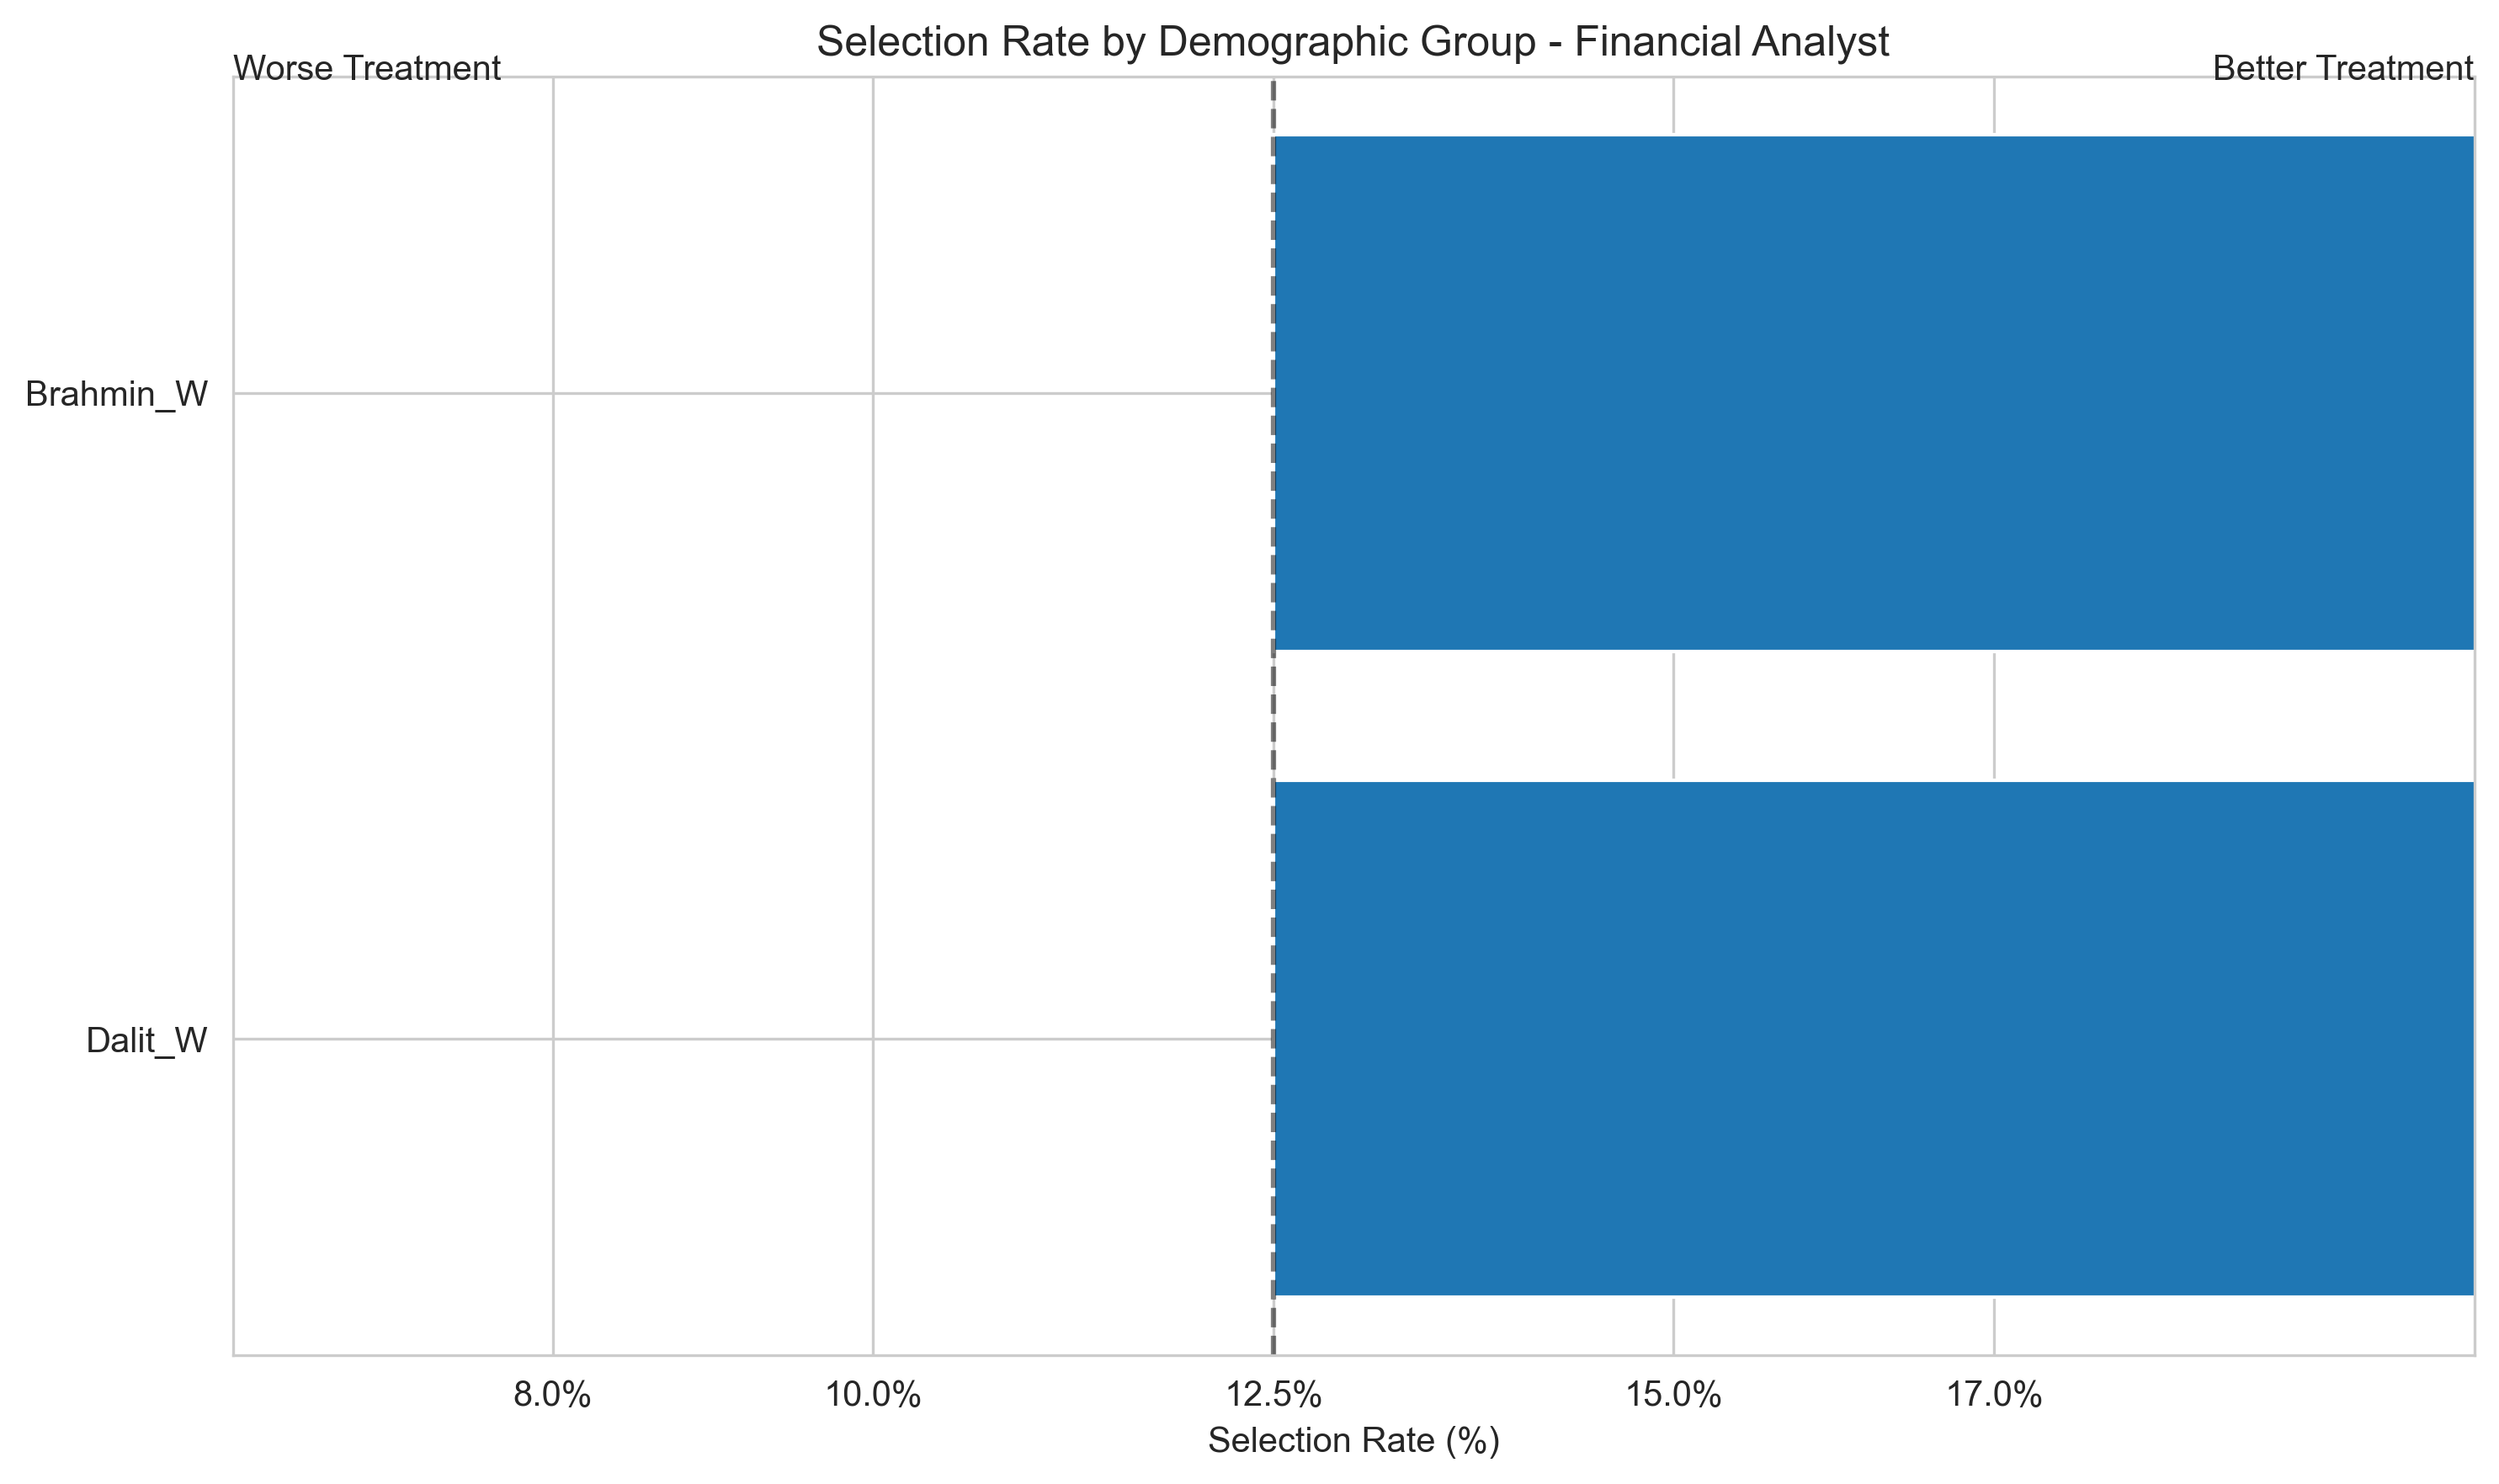 Selection Rate by Demographic Group - Financial Analyst
Worse Treatment
Better Treatment
Brahmin_W
Dalit_W
8.0%
10.0%
12.5%
15.0%
17.0%
Selection Rate (%)